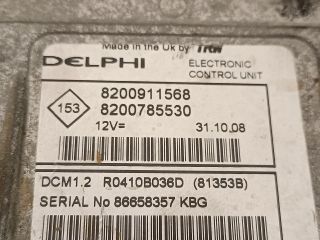 Made in the Uk by TRW
DELPHI
ELECTRONIC
CONTROL UNIT
153
8200911568
8200785530
12V=
31.10.08
DCM1.2 R0410B036D (81353B)
SERIAL No 86658357 KBG